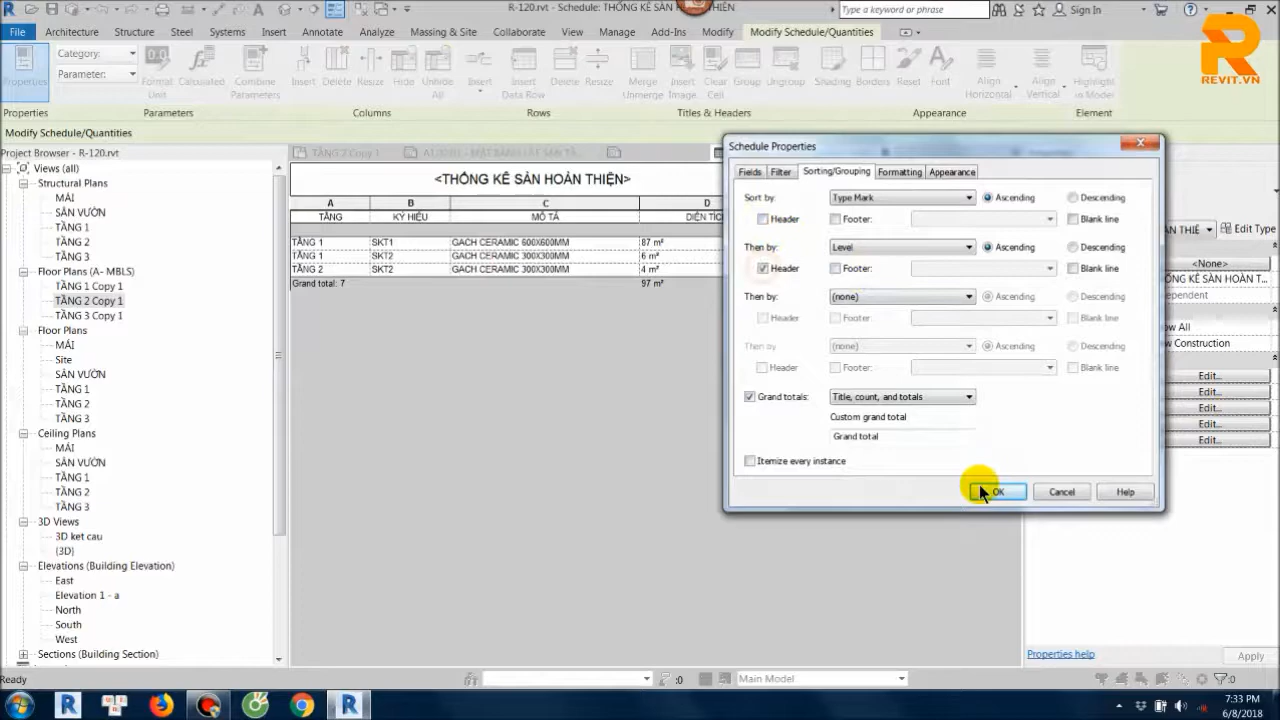 R-120.rvt - Schedule: THỐNG KÊ SÀN HOÀN THIỆN
Type a keyword or phrase
Sign In
File Architecture Structure Steel Systems Insert Annotate Analyze Massing & Site Collaborate View Manage Add-Ins Modify Modify Schedule/Quantities
REVIT.VN
Properties
Category:
Parameter:
Format Unit
Calculated
Combine Parameters
Insert
Delete
Resize
Hide
Unhide All
Insert
Insert Data Row
Delete
Resize
Merge Unmerge
Insert Image
Clear Cell
Group
Ungroup
Shading
Borders
Reset
Font
Align Horizontal
Align Vertical
Highlight in Model
Properties Parameters Columns Rows Titles & Headers Appearance Element
Modify Schedule/Quantities
Project Browser - R-120.rvt
Views (all)
Structural Plans
MÁI
SÂN VƯỜN
TẦNG 1
TẦNG 2
TẦNG 3
Floor Plans (A- MBLS)
TẦNG 1 Copy 1
TẦNG 2 Copy 1
TẦNG 3 Copy 1
Floor Plans
MÁI
Site
SÂN VƯỜN
TẦNG 1
TẦNG 2
TẦNG 3
Ceiling Plans
MÁI
SÂN VƯỜN
TẦNG 1
TẦNG 2
TẦNG 3
3D Views
3D ket cau
{3D}
Elevations (Building Elevation)
East
Elevation 1 - a
North
South
West
Sections (Building Section)
TẦNG 2 Copy 1
<THỐNG KÊ SÀN HOÀN THIỆN>
A B C D
TẦNG KÝ HIỆU MÔ TẢ DIỆN TÍC
TẦNG 1 SKT1 GẠCH CERAMIC 600X600MM 87 m²
TẦNG 1 SKT2 GẠCH CERAMIC 300X300MM 6 m²
TẦNG 2 SKT2 GẠCH CERAMIC 300X300MM 4 m²
Grand total: 7 97 m²
Schedule Properties
Fields Filter Sorting/Grouping Formatting Appearance
Sort by: Type Mark Ascending Descending
Header Footer: Blank line
Then by: Level Ascending Descending
Header Footer: Blank line
Then by: (none) Ascending Descending
Header Footer: Blank line
Then by (none) Ascending Descending
Header Footer: Blank line
Grand totals: Title, count, and totals
Custom grand total
Grand total
Itemize every instance
OK Cancel Help
Edit Type
<None>
Edit...
Edit...
Edit...
Edit...
Edit...
Properties help
Apply
Ready
:0
Main Model
:0
7:33 PM
6/8/2018